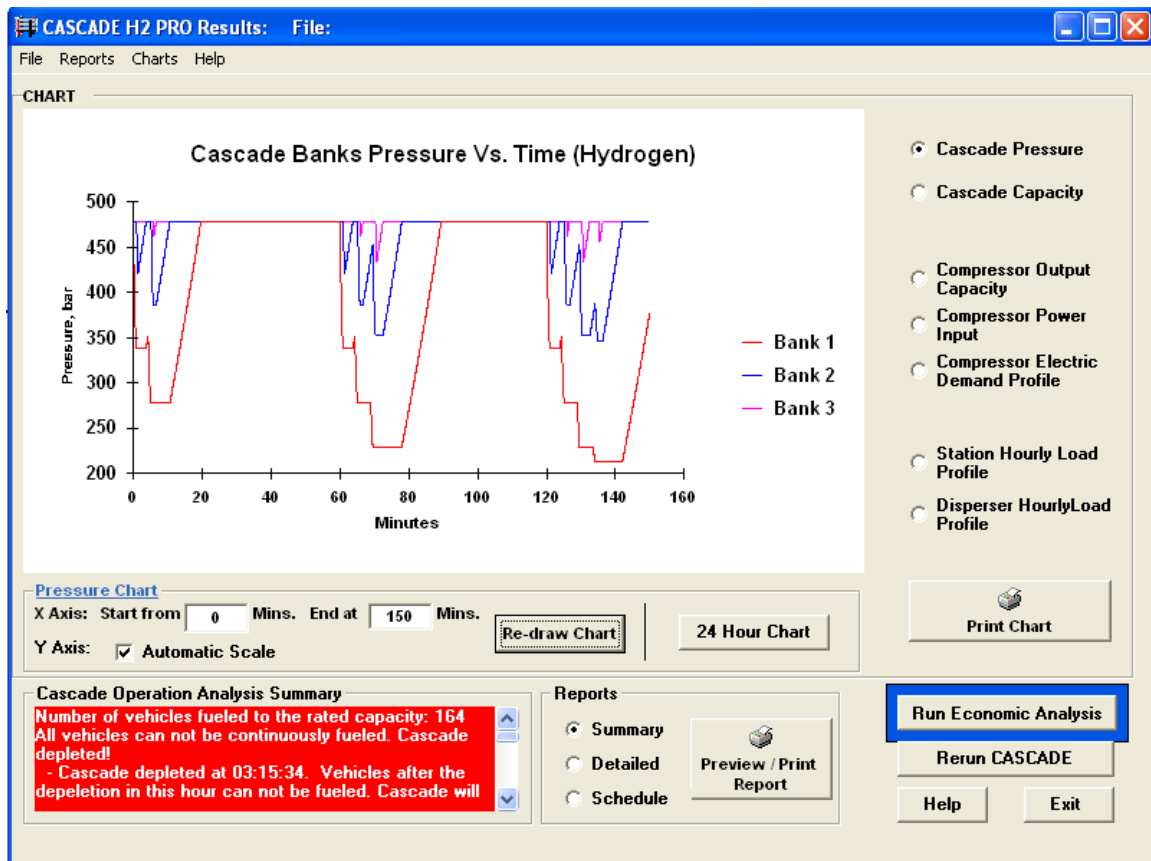 CASCADE H2 PRO Results: File:
File Reports Charts Help
CHART
Cascade Banks Pressure Vs. Time (Hydrogen)
500
450
400
350
300
250
200
Pressure, bar
0 20 40 60 80 100 120 140 160
Minutes
Bank 1
Bank 2
Bank 3
Cascade Pressure
Cascade Capacity
Compressor Output
Capacity
Compressor Power
Input
Compressor Electric
Demand Profile
Station Hourly Load
Profile
Disperser HourlyLoad
Profile
Print Chart
Pressure Chart
X Axis: Start from 0 Mins. End at 150 Mins.
Y Axis: Automatic Scale
Re-draw Chart
24 Hour Chart
Cascade Operation Analysis Summary
Number of vehicles fueled to the rated capacity: 164
All vehicles can not be continuously fueled. Cascade
depleted!
- Cascade depleted at 03:15:34. Vehicles after the
depeletion in this hour can not be fueled. Cascade will
Reports
Summary
Detailed
Schedule
Preview / Print
Report
Run Economic Analysis
Rerun CASCADE
Help
Exit